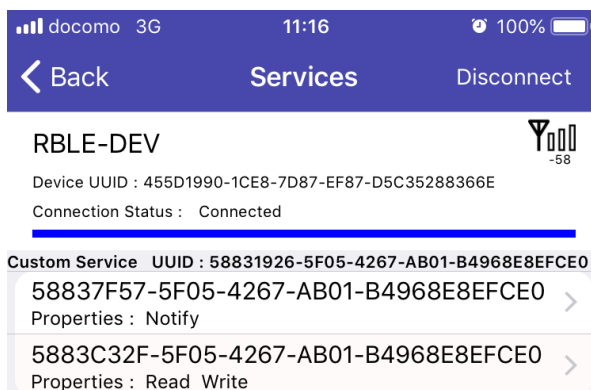 docomo 3G 11:16 100%
Back Services Disconnect
RBLE-DEV
-58
Device UUID : 455D1990-1CE8-7D87-EF87-D5C35288366E
Connection Status : Connected
Custom Service UUID : 58831926-5F05-4267-AB01-B4968E8EFCE0
58837F57-5F05-4267-AB01-B4968E8EFCE0
Properties : Notify
5883C32F-5F05-4267-AB01-B4968E8EFCE0
Properties : Read Write